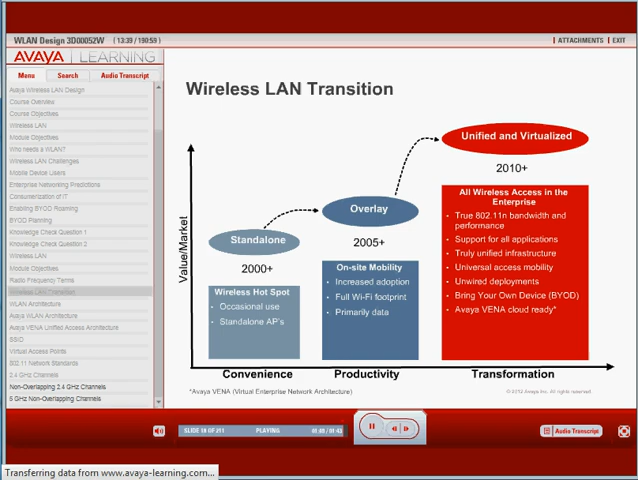 WLAN Design 3D00052W (13:39 / 190:59)
ATTACHMENTS | EXIT
AVAYA | LEARNING
Menu Search Audio Transcript
Avaya Wireless LAN Design
Course Overview
Course Objectives
Wireless LAN
Module Objectives
Who needs a WLAN?
Wireless LAN Challenges
Mobile Device Users
Enterprise Networking Predictions
Consumerization of IT
Enabling BYOD Roaming
BYOD Planning
Knowledge Check Question 1
Knowledge Check Question 2
Wireless LAN
Module Objectives
Radio Frequency Terms
Wireless LAN Transition
WLAN Architecture
Avaya WLAN Architecture
Avaya VENA Unified Access Architecture
SSID
Virtual Access Points
802.11 Network Standards
2.4 GHz Channels
Non-Overlapping 2.4 GHz Channels
5 GHz Non-Overlapping Channels
Wireless LAN Transition
Value/Market
Standalone
2000+
Wireless Hot Spot
• Occasional use
• Standalone AP's
Convenience
Overlay
2005+
On-site Mobility
• Increased adoption
• Full Wi-Fi footprint
• Primarily data
Productivity
Unified and Virtualized
2010+
All Wireless Access in the
Enterprise
• True 802.11n bandwidth and
performance
• Support for all applications
• Truly unified infrastructure
• Universal access mobility
• Unwired deployments
• Bring Your Own Device (BYOD)
• Avaya VENA cloud ready*
Transformation
*Avaya VENA (Virtual Enterprise Network Architecture)
© 2012 Avaya Inc. All rights reserved.
PLAYING
Audio Transcript
Transferring data from www.avaya-learning.com...